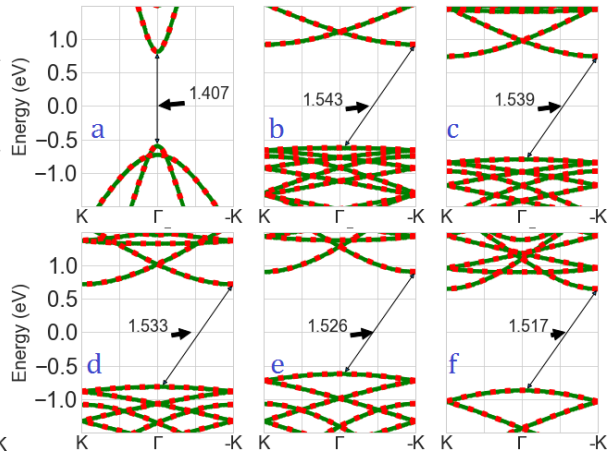 Energy (eV)
1.0
0.5
0.0
−0.5
−1.0
1.407
a
K Γ -K
1.543
b
K Γ -K
1.539
c
K Γ -K
Energy (eV)
1.0
0.5
0.0
−0.5
−1.0
1.533
d
K Γ -K
1.526
e
K Γ -K
1.517
f
K Γ -K
K